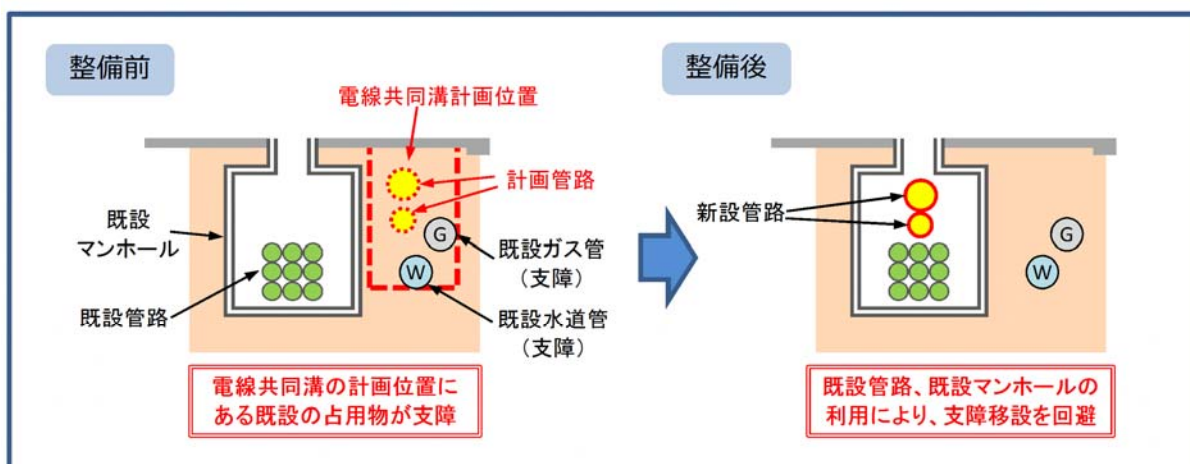 整備前
電線共同溝計画位置
計画管路
既設
マンホール
既設管路
G
W
既設ガス管
（支障）
既設水道管
（支障）
電線共同溝の計画位置に
ある既設の占用物が支障
整備後
新設管路
G
W
既設管路、既設マンホールの
利用により、支障移設を回避